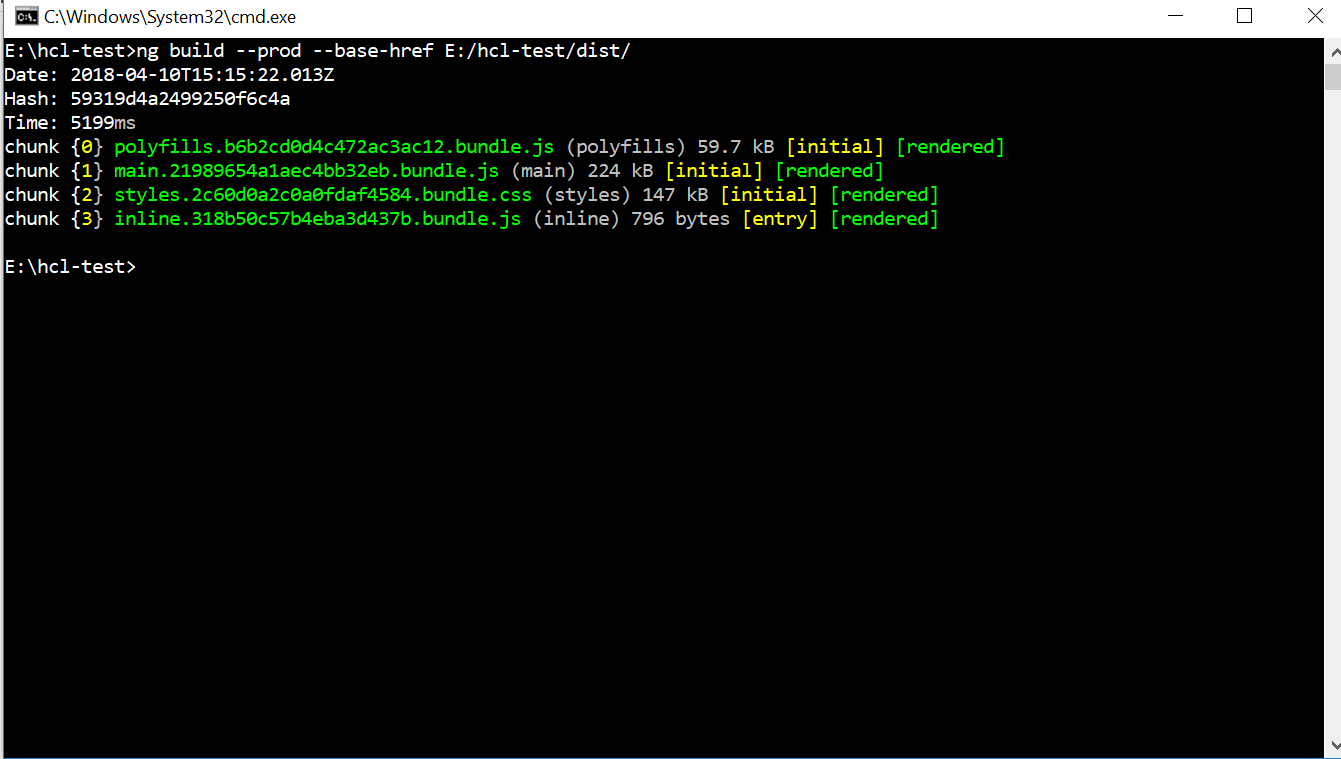 C:\Windows\System32\cmd.exe
E:\hcl-test>ng build --prod --base-href E:/hcl-test/dist/
Date: 2018-04-10T15:15:22.013Z
Hash: 59319d4a2499250f6c4a
Time: 5199ms
chunk {0} polyfills.b6b2cd0d4c472ac3ac12.bundle.js (polyfills) 59.7 kB [initial] [rendered]
chunk {1} main.21989654a1aec4bb32eb.bundle.js (main) 224 kB [initial] [rendered]
chunk {2} styles.2c60d0a2c0a0fdaf4584.bundle.css (styles) 147 kB [initial] [rendered]
chunk {3} inline.318b50c57b4eba3d437b.bundle.js (inline) 796 bytes [entry] [rendered]
E:\hcl-test>